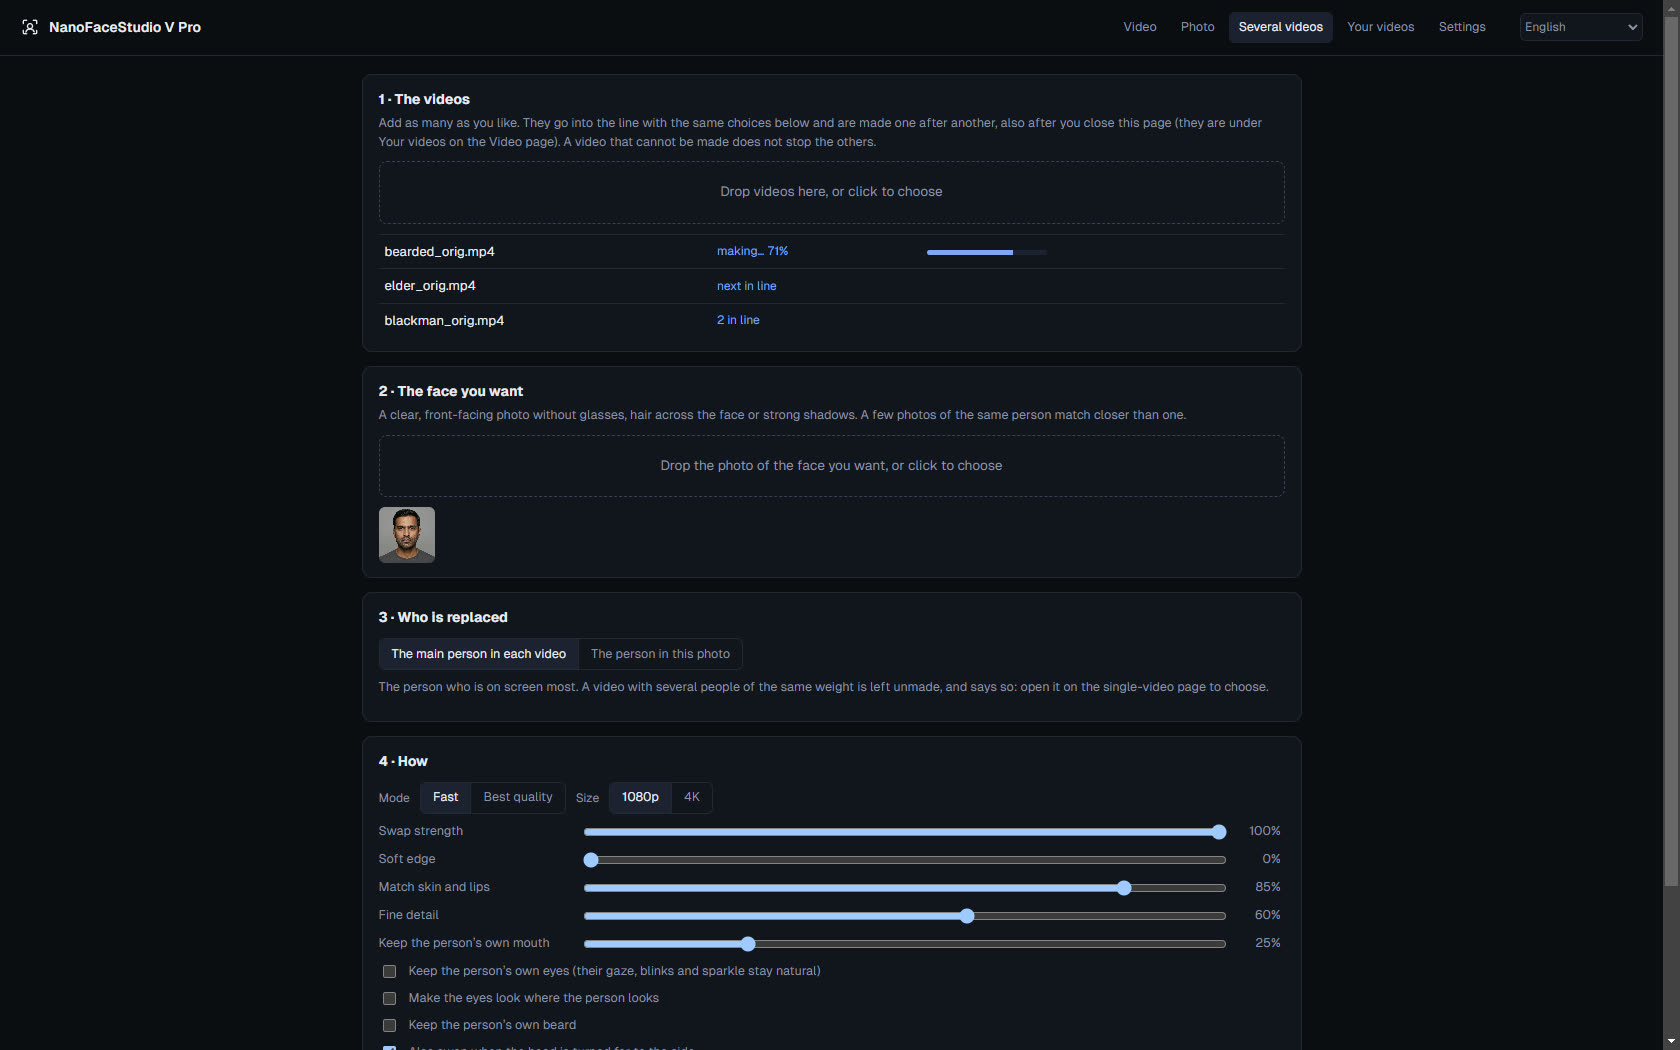 NanoFaceStudio V Pro
Video Photo Several videos Your videos Settings English
1 · The videos
Add as many as you like. They go into the line with the same choices below and are made one after another, also after you close this page (they are under
Your videos on the Video page). A video that cannot be made does not stop the others.
Drop videos here, or click to choose
bearded_orig.mp4 making... 71%
elder_orig.mp4 next in line
blackman_orig.mp4 2 in line
2 · The face you want
A clear, front-facing photo without glasses, hair across the face or strong shadows. A few photos of the same person match closer than one.
Drop the photo of the face you want, or click to choose
3 · Who is replaced
The main person in each video The person in this photo
The person who is on screen most. A video with several people of the same weight is left unmade, and says so: open it on the single-video page to choose.
4 · How
Mode Fast Best quality Size 1080p 4K
Swap strength 100%
Soft edge 0%
Match skin and lips 85%
Fine detail 60%
Keep the person's own mouth 25%
Keep the person's own eyes (their gaze, blinks and sparkle stay natural)
Make the eyes look where the person looks
Keep the person's own beard